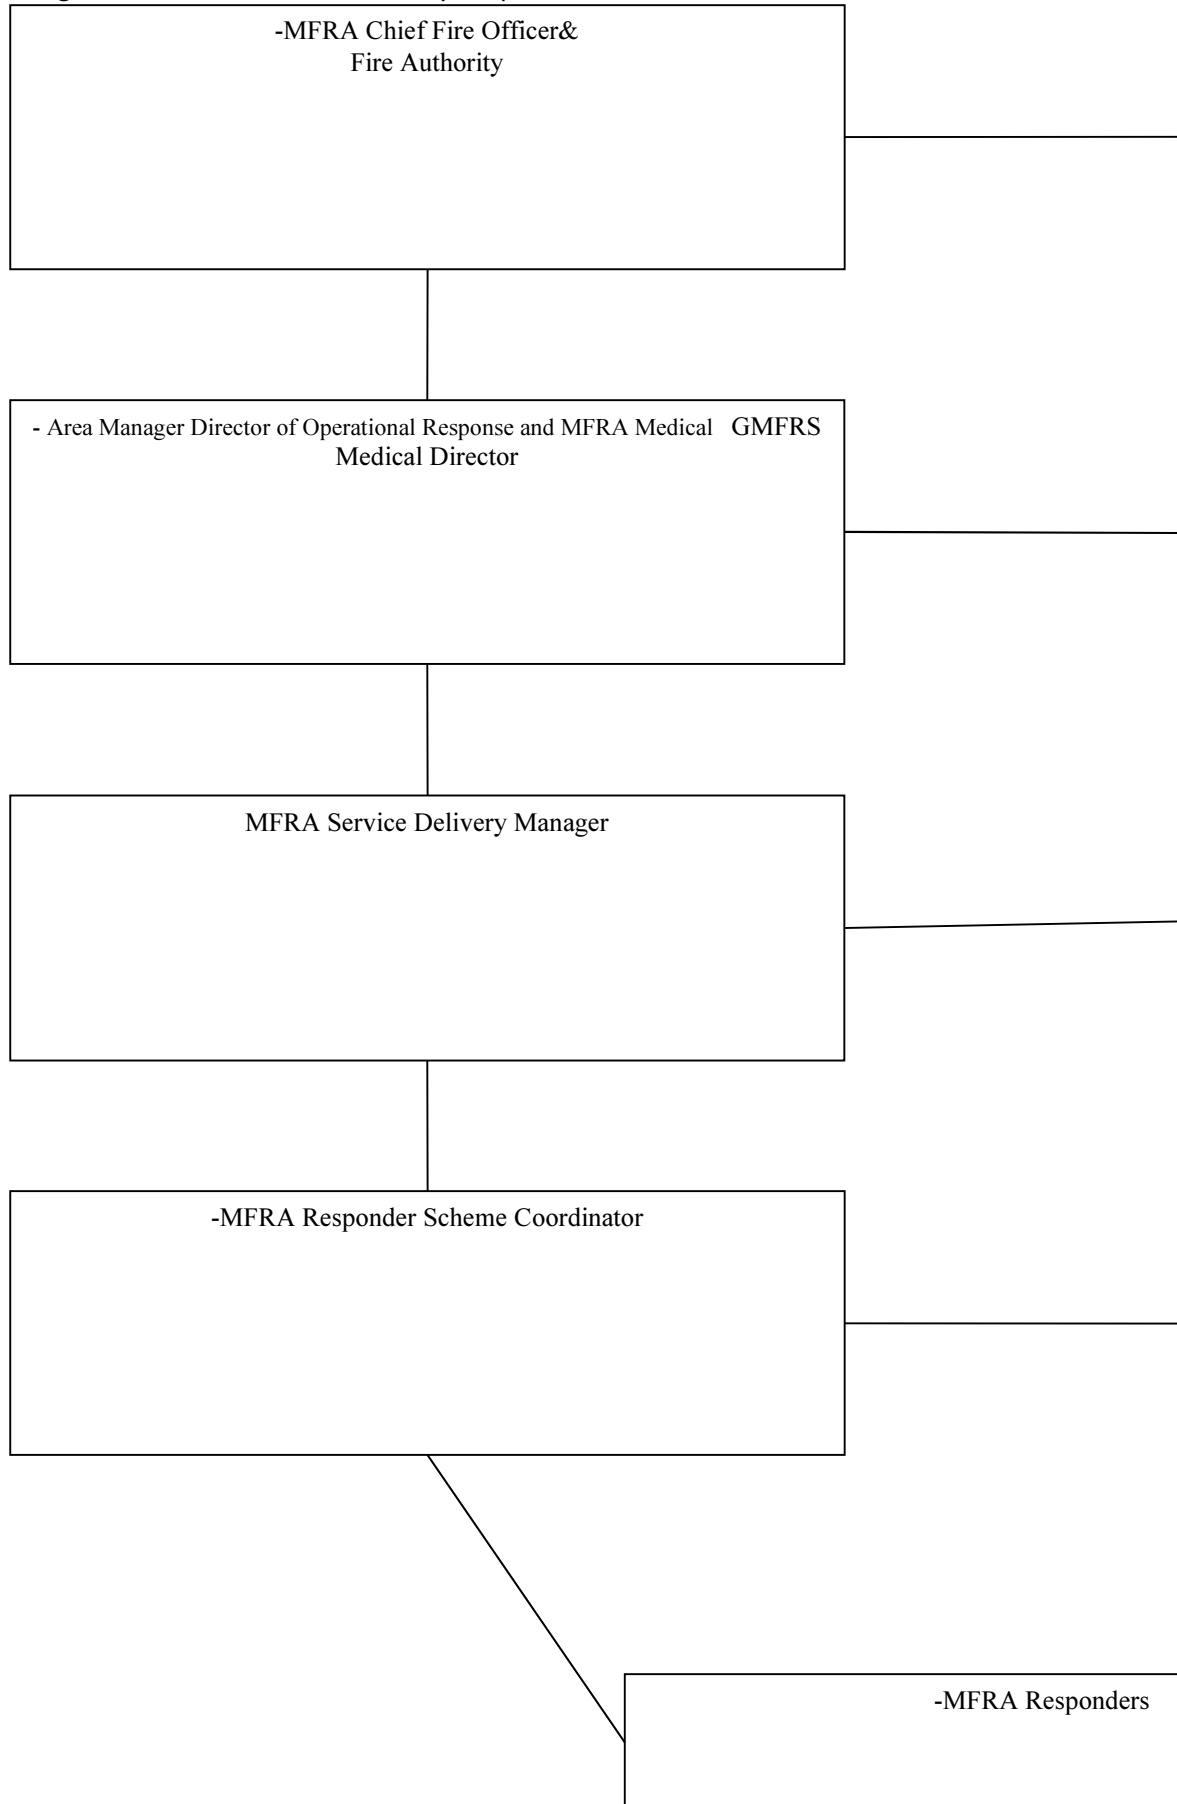 -MFRA Chief Fire Officer&
Fire Authority
- Area Manager Director of Operational Response and MFRA Medical GMFRS
Medical Director
MFRA Service Delivery Manager
-MFRA Responder Scheme Coordinator
-MFRA Responders